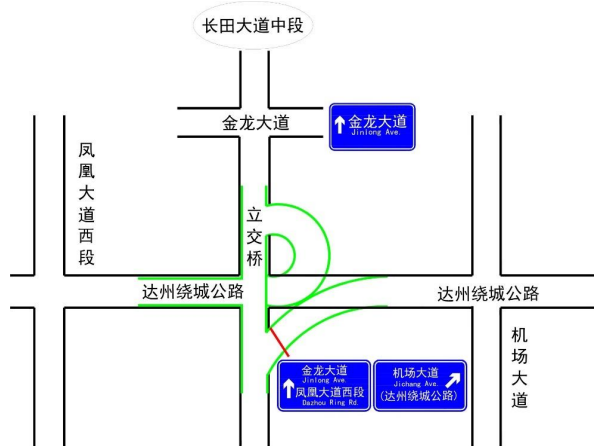 长田大道中段
金龙大道
金龙大道
Jinlong Ave.
凤凰大道西段
立交桥
达州绕城公路
达州绕城公路
机场大道
金龙大道
Jinlong Ave.
凤凰大道西段
Dazhou Ring Rd.
机场大道
Jichang Ave.
(达州绕城公路)